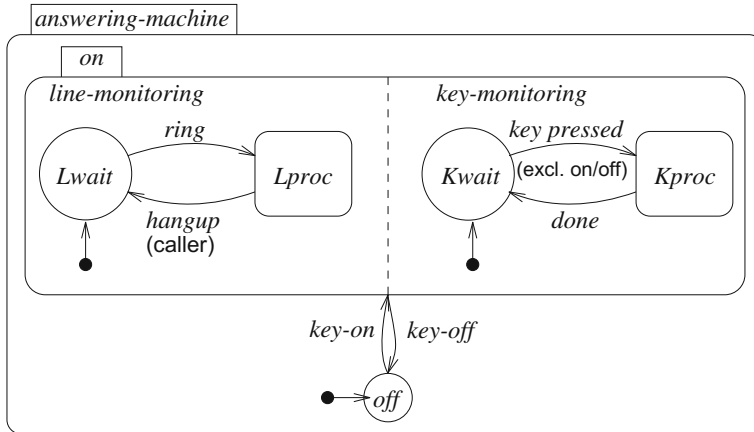 answering-machine
on
line-monitoring
key-monitoring
ring
key pressed
(excl. on/off)
Lwait
Lproc
Kwait
Kproc
hangup
(caller)
done
key-on
key-off
off